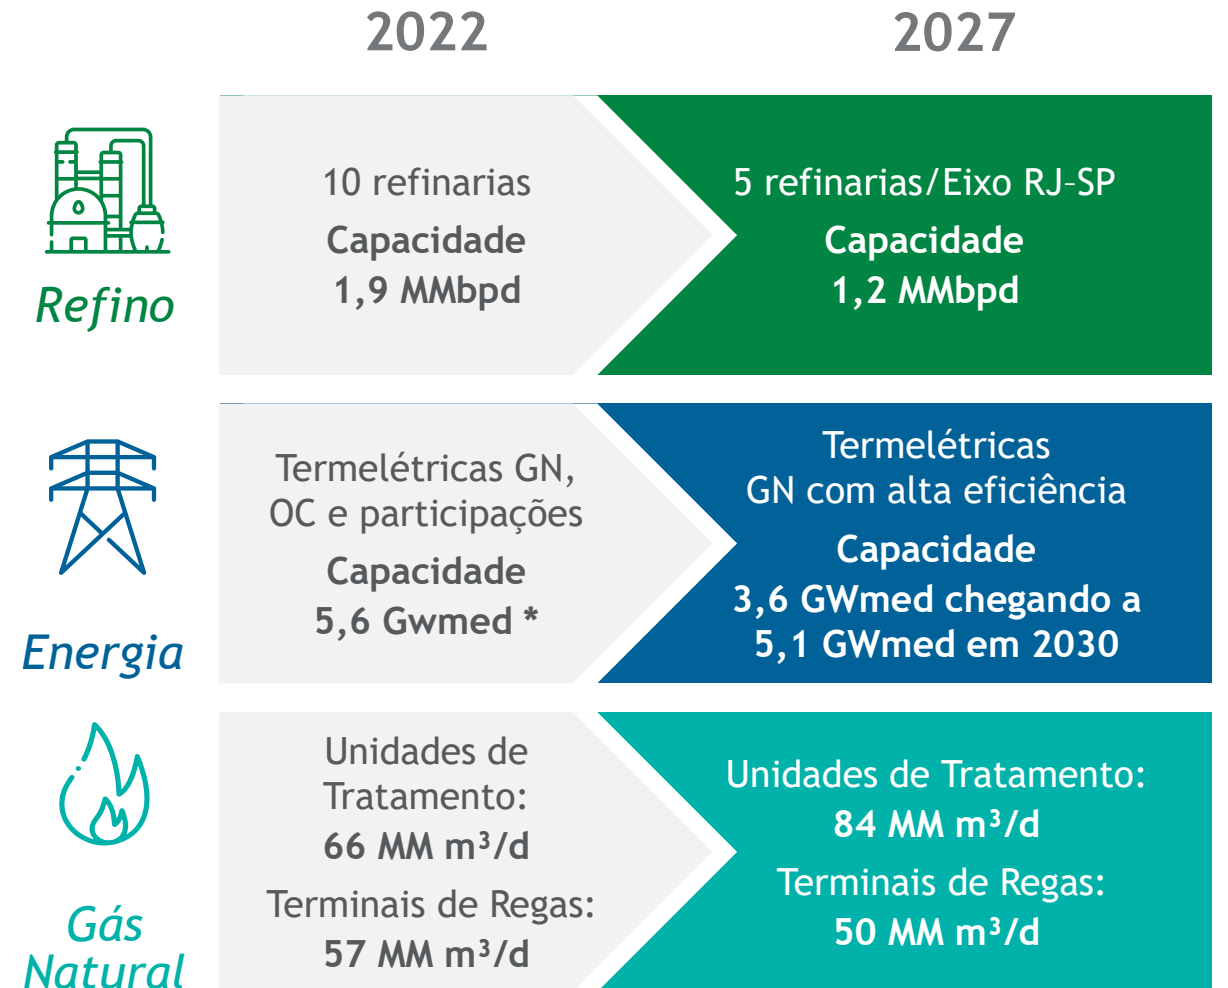 2022
2027
Refino
10 refinarias
Capacidade
1,9 MMbpd
5 refinarias/Eixo RJ-SP
Capacidade
1,2 MMbpd
Energia
Termelétricas GN,
OC e participações
Capacidade
5,6 Gwmed *
Termelétricas
GN com alta eficiência
Capacidade
3,6 GWmed chegando a
5,1 GWmed em 2030
Gás
Natural
Unidades de
Tratamento:
66 MM m³/d
Terminais de Regas:
57 MM m³/d
Unidades de Tratamento:
84 MM m³/d
Terminais de Regas:
50 MM m³/d